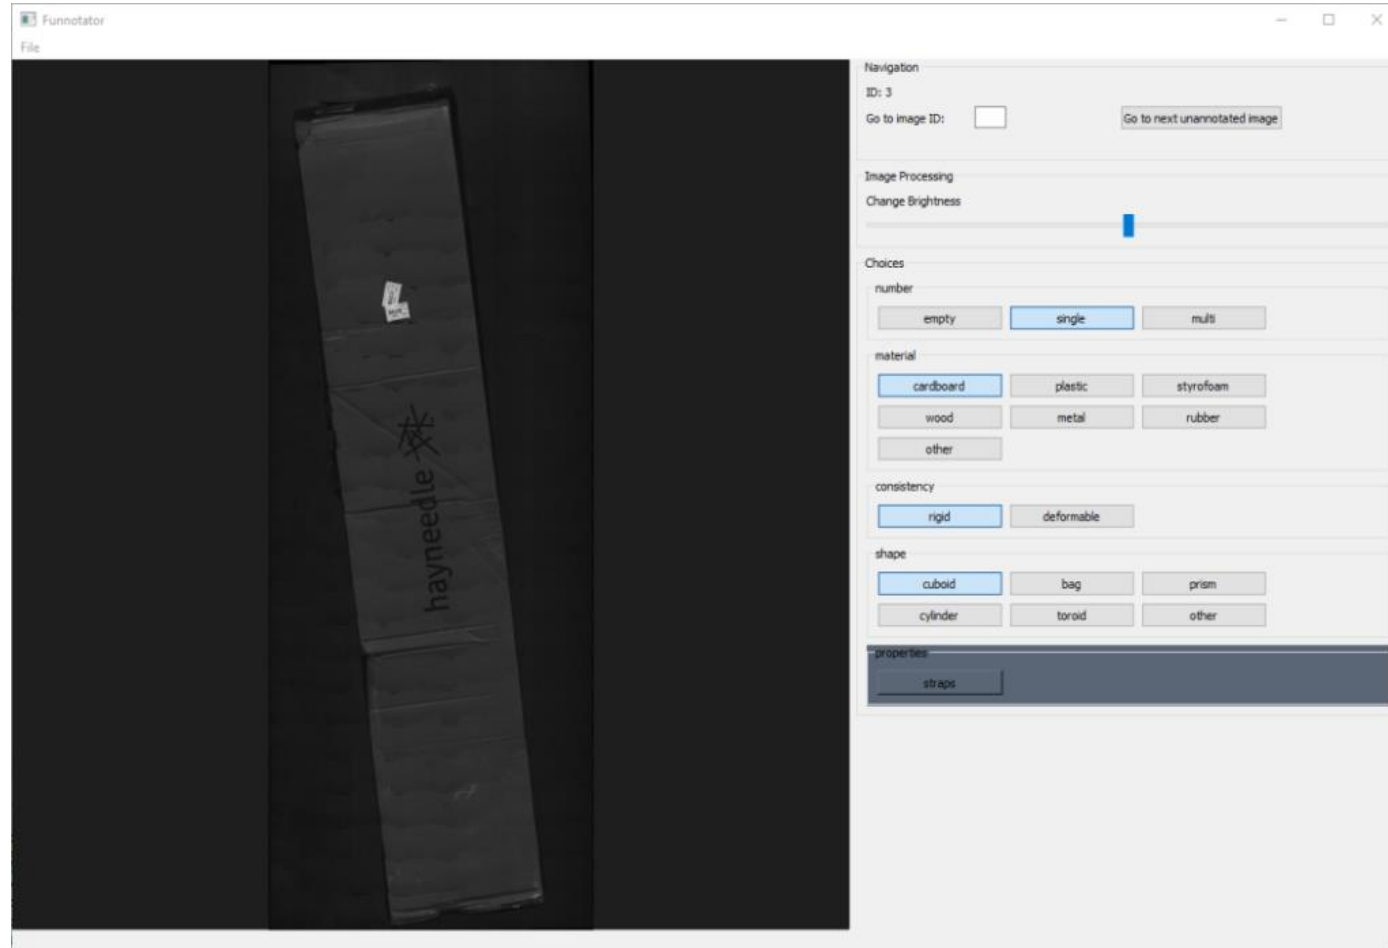 Funnotator
File
Navigation
ID: 3
Go to image ID:
Go to next unannotated image
Image Processing
Change Brightness
Choices
number
empty single multi
material
cardboard plastic styrofoam
wood metal rubber
other
consistency
rigid deformable
shape
cuboid bag prism
cylinder toroid other
properties
straps
hayneedle